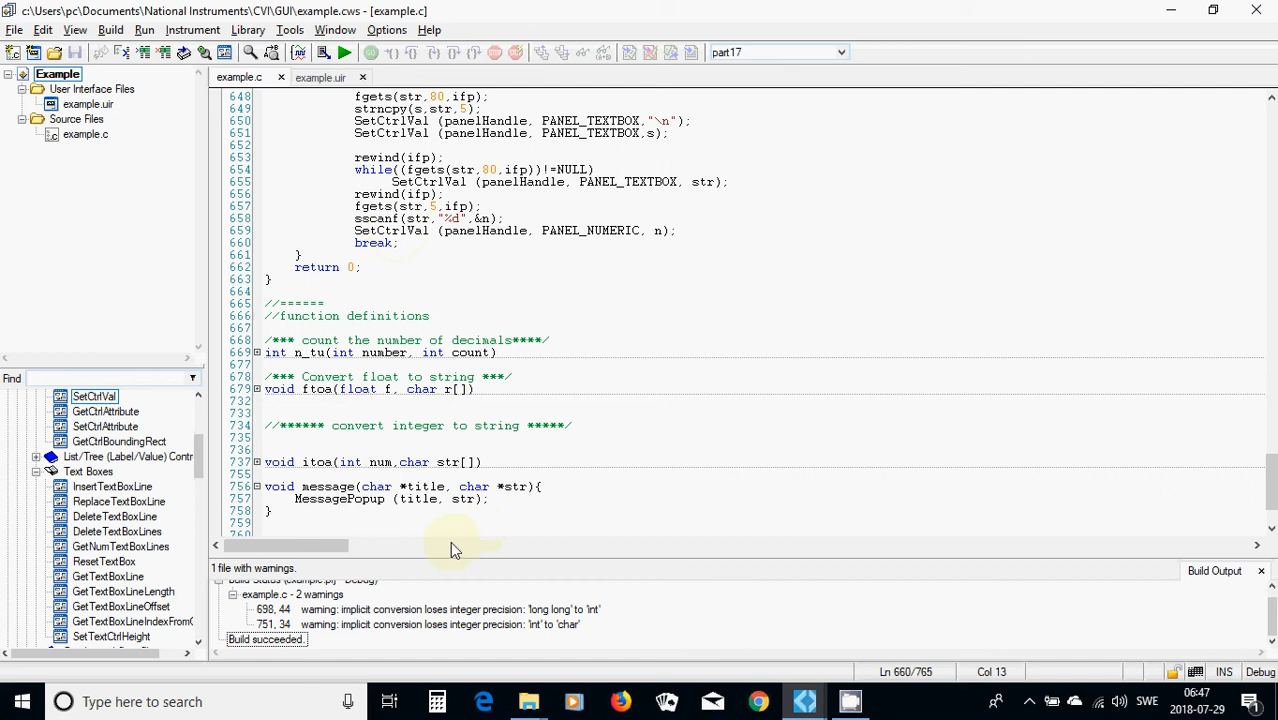 c:\Users\pc\Documents\National Instruments\CVI\GUI\example.cws - [example.c]
File Edit View Build Run Instrument Library Tools Window Options Help
part17
Example
User Interface Files
example.uir
Source Files
example.c
example.c example.uir
648 fgets(str,80,ifp);
649 strncpy(s,str,5);
650 SetCtrlVal (panelHandle, PANEL_TEXTBOX,"\n");
651 SetCtrlVal (panelHandle, PANEL_TEXTBOX,s);
652
653 rewind(ifp);
654 while((fgets(str,80,ifp))!=NULL)
655 SetCtrlVal (panelHandle, PANEL_TEXTBOX, str);
656 rewind(ifp);
657 fgets(str,5,ifp);
658 sscanf(str,"%d",&n);
659 SetCtrlVal (panelHandle, PANEL_NUMERIC, n);
660 break;
661 }
662 return 0;
663 }
664
665 //======
666 //function definitions
667
668 /*** count the number of decimals****/
669 int n_tu(int number, int count)
677
678 /*** Convert float to string ***/
679 void ftoa(float f, char r[])
732
733
734 //****** convert integer to string *****/
735
736
737 void itoa(int num,char str[])
755
756 void message(char *title, char *str){
757 MessagePopup (title, str);
758 }
759
760
Find
SetCtrlVal
GetCtrlAttribute
SetCtrlAttribute
GetCtrlBoundingRect
List/Tree (Label/Value) Contr
Text Boxes
InsertTextBoxLine
ReplaceTextBoxLine
DeleteTextBoxLine
DeleteTextBoxLines
GetNumTextBoxLines
ResetTextBox
GetTextBoxLine
GetTextBoxLineLength
GetTextBoxLineOffset
GetTextBoxLineIndexFromO
SetTextCtrlHeight
1 file with warnings.
Build Output
Build Status (example.prj - Debug)
example.c - 2 warnings
698, 44 warning: implicit conversion loses integer precision: 'long long' to 'int'
751, 34 warning: implicit conversion loses integer precision: 'int' to 'char'
Build succeeded.
Ln 660/765 Col 13 INS Debug
Type here to search
SWE
06:47
2018-07-29
1